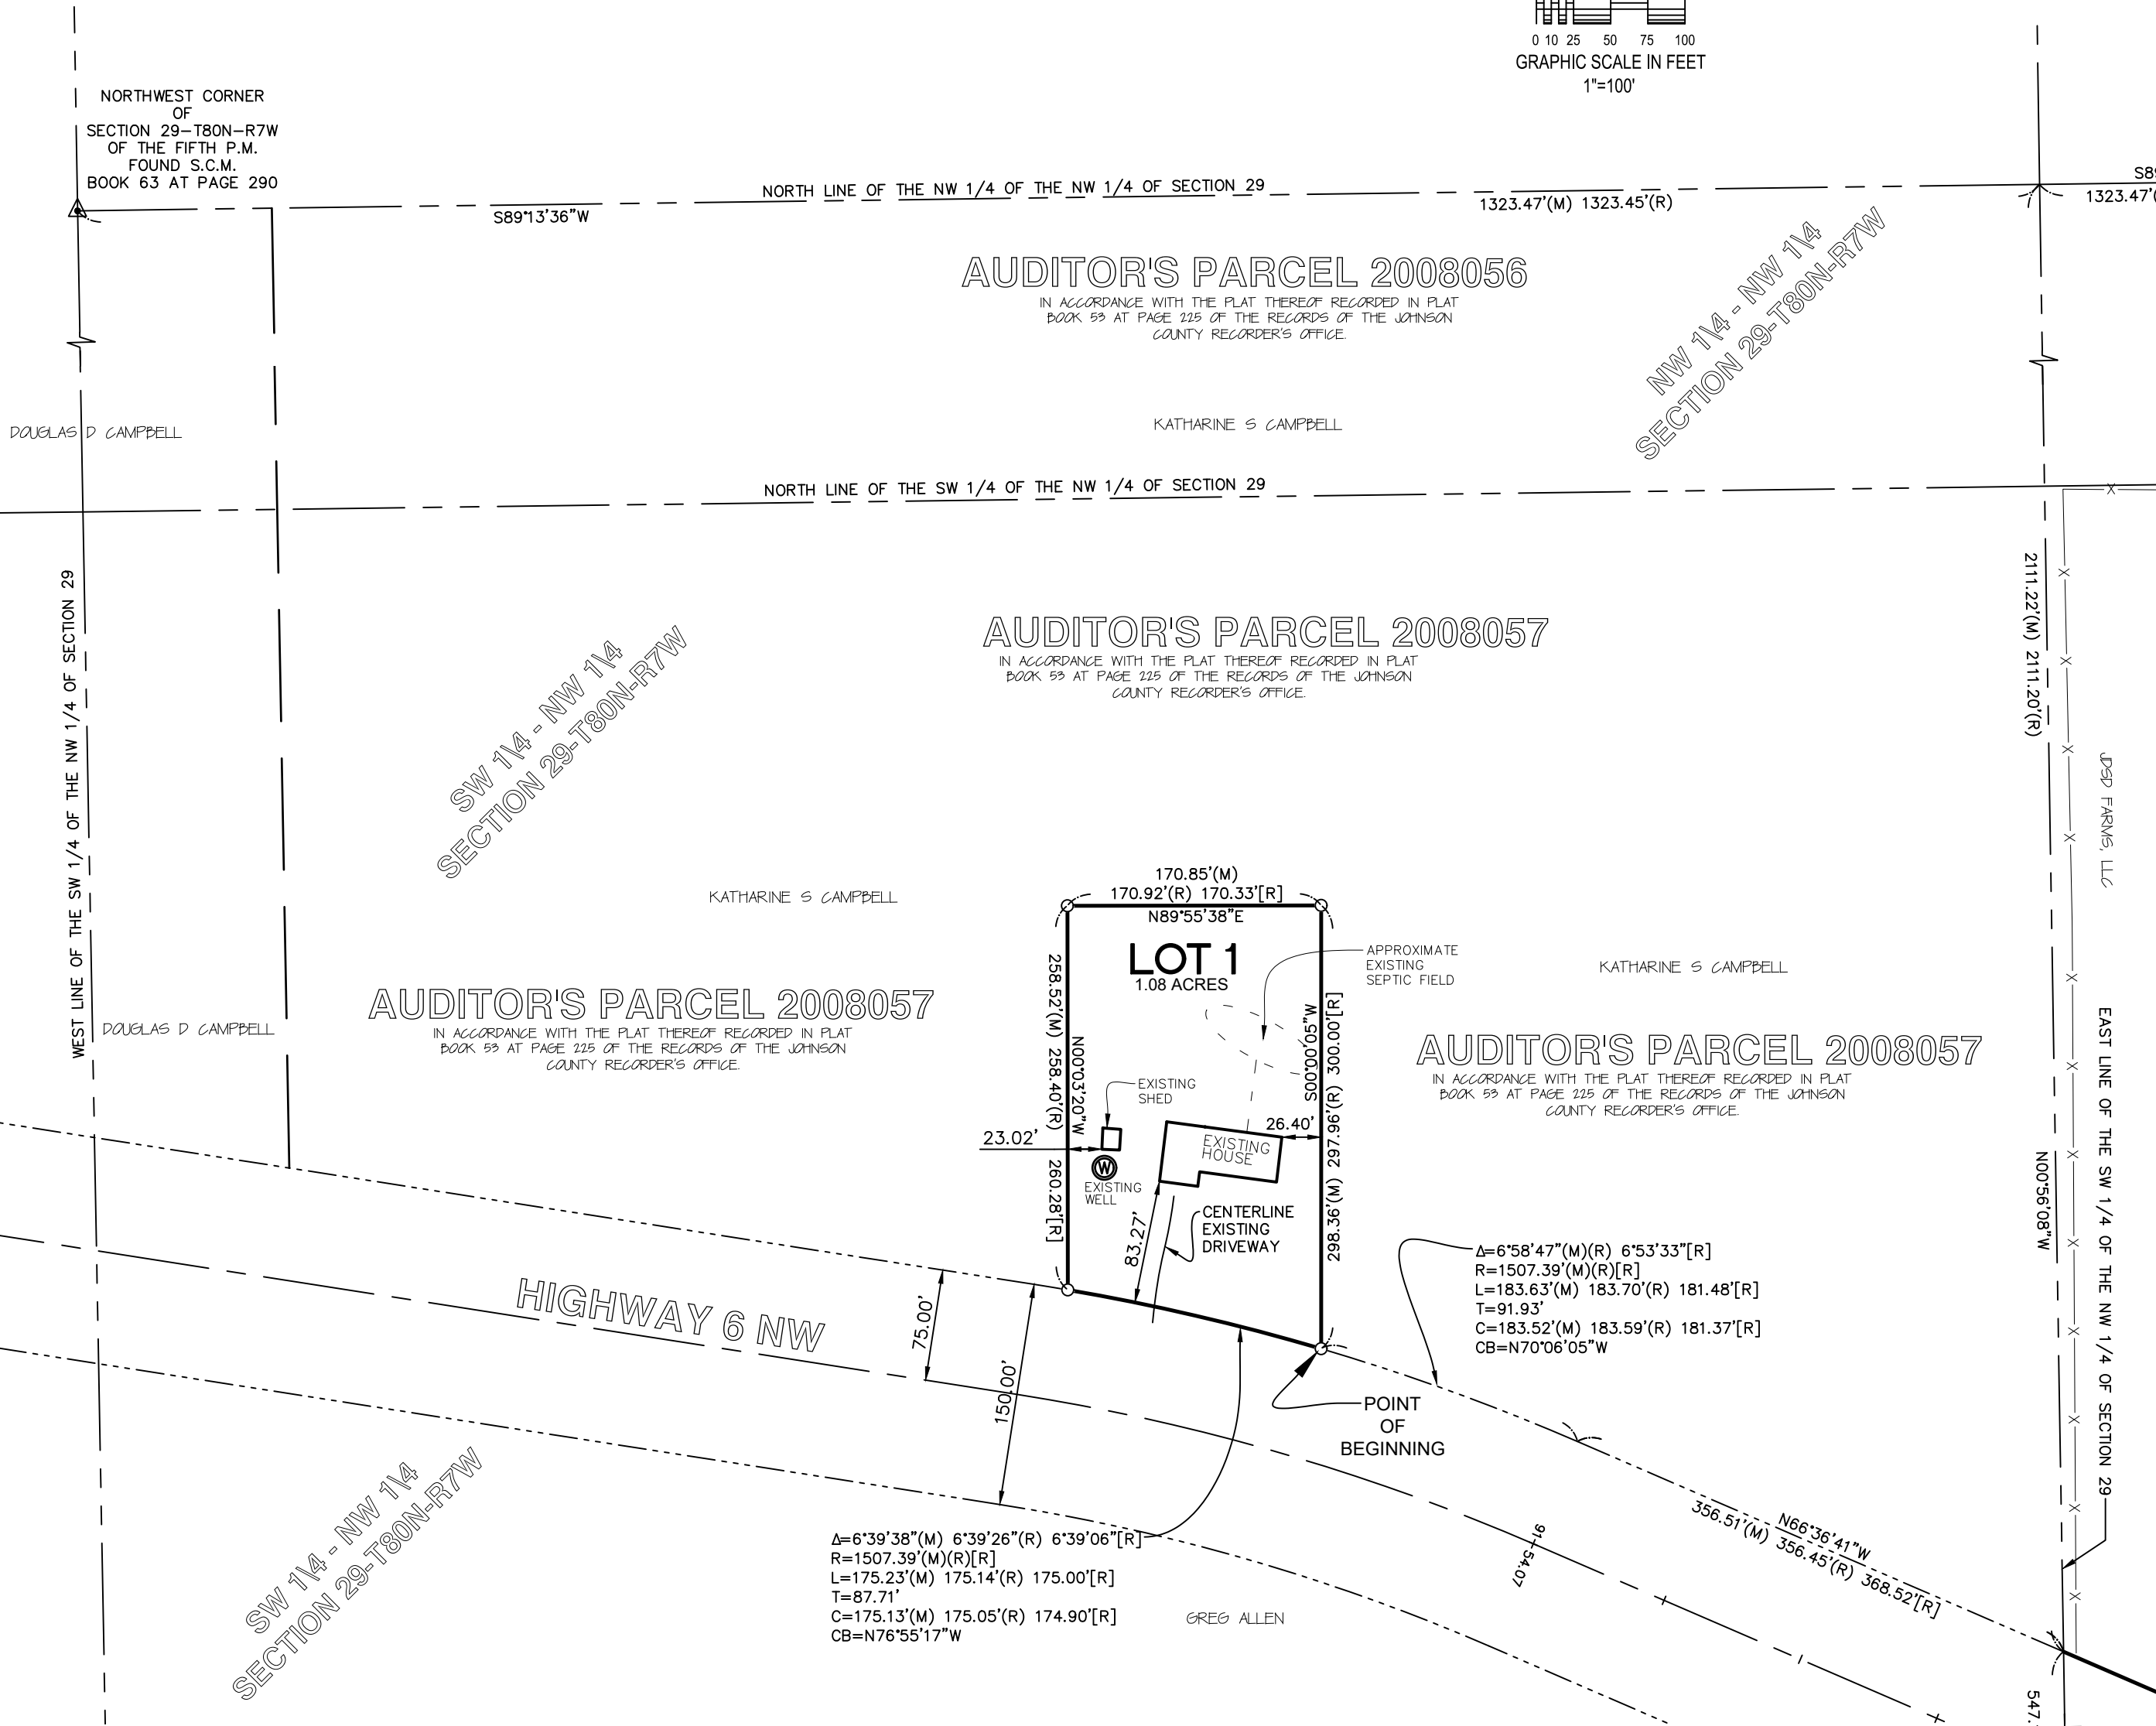 0 10 25 50 75 100
GRAPHIC SCALE IN FEET
1"=100'
NORTHWEST CORNER
OF
SECTION 29-T80N-R7W
OF THE FIFTH P.M.
FOUND S.C.M.
BOOK 63 AT PAGE 290
NORTH LINE OF THE NW 1/4 OF THE NW 1/4 OF SECTION 29
S89°13'36"W
1323.47'(M) 1323.45'(R)
S89
1323.47'(
AUDITOR'S PARCEL 2008056
IN ACCORDANCE WITH THE PLAT THEREOF RECORDED IN PLAT
BOOK 53 AT PAGE 225 OF THE RECORDS OF THE JOHNSON
COUNTY RECORDER'S OFFICE.
NW 1\4 - NW 1\4
SECTION 29-T80N-R7W
DOUGLAS D CAMPBELL
KATHARINE S CAMPBELL
NORTH LINE OF THE SW 1/4 OF THE NW 1/4 OF SECTION 29
WEST LINE OF THE SW 1/4 OF THE NW 1/4 OF SECTION 29
2111.22'(M) 2111.20'(R)
AUDITOR'S PARCEL 2008057
IN ACCORDANCE WITH THE PLAT THEREOF RECORDED IN PLAT
BOOK 53 AT PAGE 225 OF THE RECORDS OF THE JOHNSON
COUNTY RECORDER'S OFFICE.
SW 1\4 - NW 1\4
SECTION 29-T80N-R7W
JDSD FARMS, LLC
KATHARINE S CAMPBELL
170.85'(M)
170.92'(R) 170.33'[R]
N89°55'38"E
LOT 1
1.08 ACRES
APPROXIMATE
EXISTING
SEPTIC FIELD
KATHARINE S CAMPBELL
258.52'(M) 258.40'(R) 260.28'[R]
N00°03'20"W
S00°00'05"W
298.36'(M) 297.96'(R) 300.00'[R]
AUDITOR'S PARCEL 2008057
IN ACCORDANCE WITH THE PLAT THEREOF RECORDED IN PLAT
BOOK 53 AT PAGE 225 OF THE RECORDS OF THE JOHNSON
COUNTY RECORDER'S OFFICE.
DOUGLAS D CAMPBELL
AUDITOR'S PARCEL 2008057
IN ACCORDANCE WITH THE PLAT THEREOF RECORDED IN PLAT
BOOK 53 AT PAGE 225 OF THE RECORDS OF THE JOHNSON
COUNTY RECORDER'S OFFICE.
EAST LINE OF THE SW 1/4 OF THE NW 1/4 OF SECTION 29
N00°56'08"W
EXISTING
SHED
23.02'
26.40'
EXISTING
HOUSE
W
EXISTING
WELL
83.27'
CENTERLINE
EXISTING
DRIVEWAY
Δ=6°58'47"(M)(R) 6°53'33"[R]
R=1507.39'(M)(R)[R]
L=183.63'(M) 183.70'(R) 181.48'[R]
T=91.93'
C=183.52'(M) 183.59'(R) 181.37'[R]
CB=N70°06'05"W
HIGHWAY 6 NW
75.00'
150.00'
POINT
OF
BEGINNING
SW 1\4 - NW 1\4
SECTION 29-T80N-R7W
Δ=6°39'38"(M) 6°39'26"(R) 6°39'06"[R]
R=1507.39'(M)(R)[R]
L=175.23'(M) 175.14'(R) 175.00'[R]
T=87.71'
C=175.13'(M) 175.05'(R) 174.90'[R]
CB=N76°55'17"W
GREG ALLEN
91+54.07
N66°36'41"W
356.51'(M) 356.45'(R) 368.52'[R]
547.